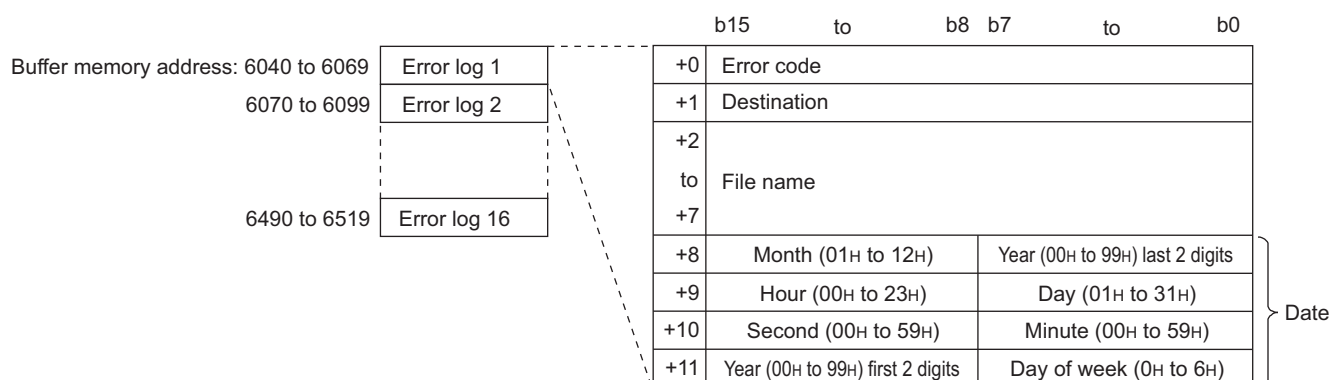 b15 to b8 b7 to b0
Buffer memory address: 6040 to 6069 Error log 1
6070 to 6099 Error log 2
6490 to 6519 Error log 16
+0 Error code
+1 Destination
+2
to File name
+7
+8 Month (01H to 12H) Year (00H to 99H) last 2 digits
+9 Hour (00H to 23H) Day (01H to 31H)
+10 Second (00H to 59H) Minute (00H to 59H)
+11 Year (00H to 99H) first 2 digits Day of week (0H to 6H)
Date